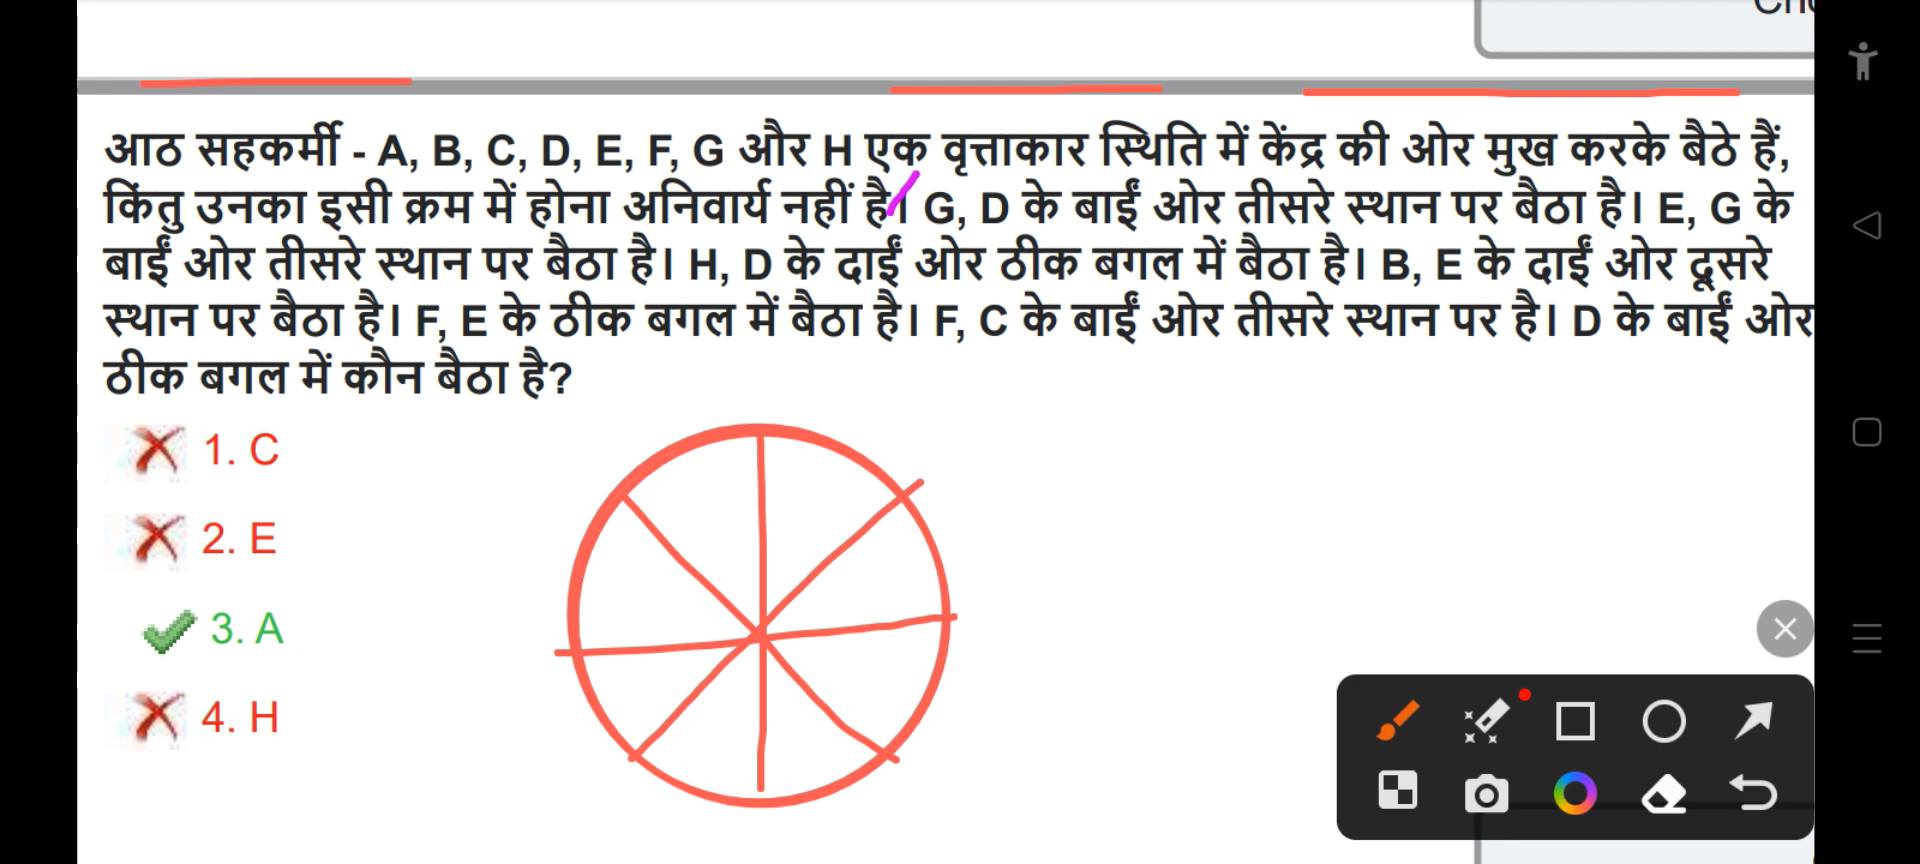 आठ सहकर्मी - A, B, C, D, E, F, G और H एक वृत्ताकार स्थिति में केंद्र की ओर मुख करके बैठे हैं,
किंतु उनका इसी क्रम में होना अनिवार्य नहीं है। G, D के बाईं ओर तीसरे स्थान पर बैठा है। E, G के
बाईं ओर तीसरे स्थान पर बैठा है। H, D के दाईं ओर ठीक बगल में बैठा है। B, E के दाईं ओर दूसरे
स्थान पर बैठा है। F, E के ठीक बगल में बैठा है। F, C के बाईं ओर तीसरे स्थान पर है। D के बाईं ओर
ठीक बगल में कौन बैठा है?
1. C
2. E
3. A
4. H